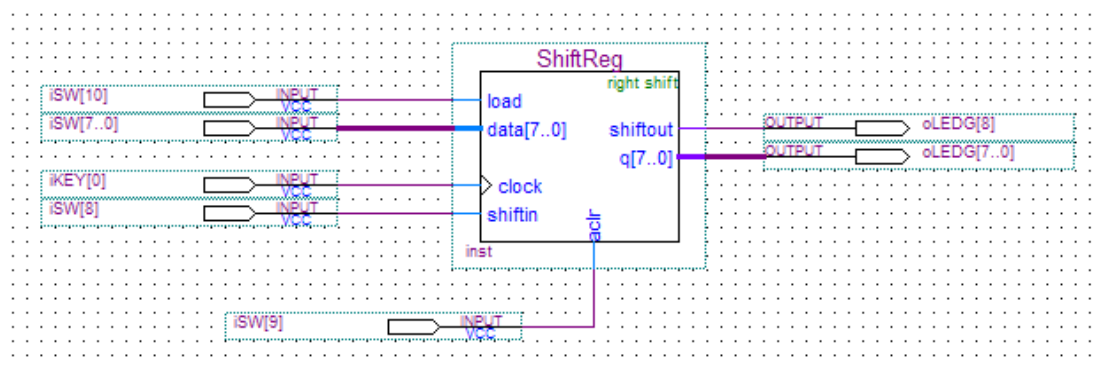 ShiftReg
right shift
iSW[10] INPUT VCC
load
iSW[7..0] INPUT VCC
data[7..0]
shiftout
OUTPUT oLEDG[8]
q[7..0]
OUTPUT oLEDG[7..0]
iKEY[0] INPUT VCC
clock
iSW[8] INPUT VCC
shiftin
aclr
inst
iSW[9] INPUT VCC